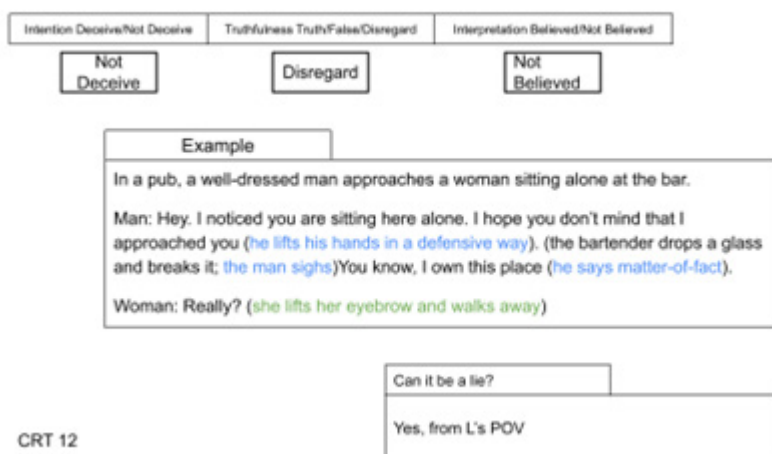 Intention Deceive/Not Deceive Truthfulness Truth/False/Disregard Interpretation Believed/Not Believed
Not
Deceive
Disregard
Not
Believed
Example
In a pub, a well-dressed man approaches a woman sitting alone at the bar.
Man: Hey. I noticed you are sitting here alone. I hope you don't mind that I
approached you (he lifts his hands in a defensive way). (the bartender drops a glass
and breaks it; the man sighs)You know, I own this place (he says matter-of-fact).
Woman: Really? (she lifts her eyebrow and walks away)
Can it be a lie?
Yes, from L's POV
CRT 12